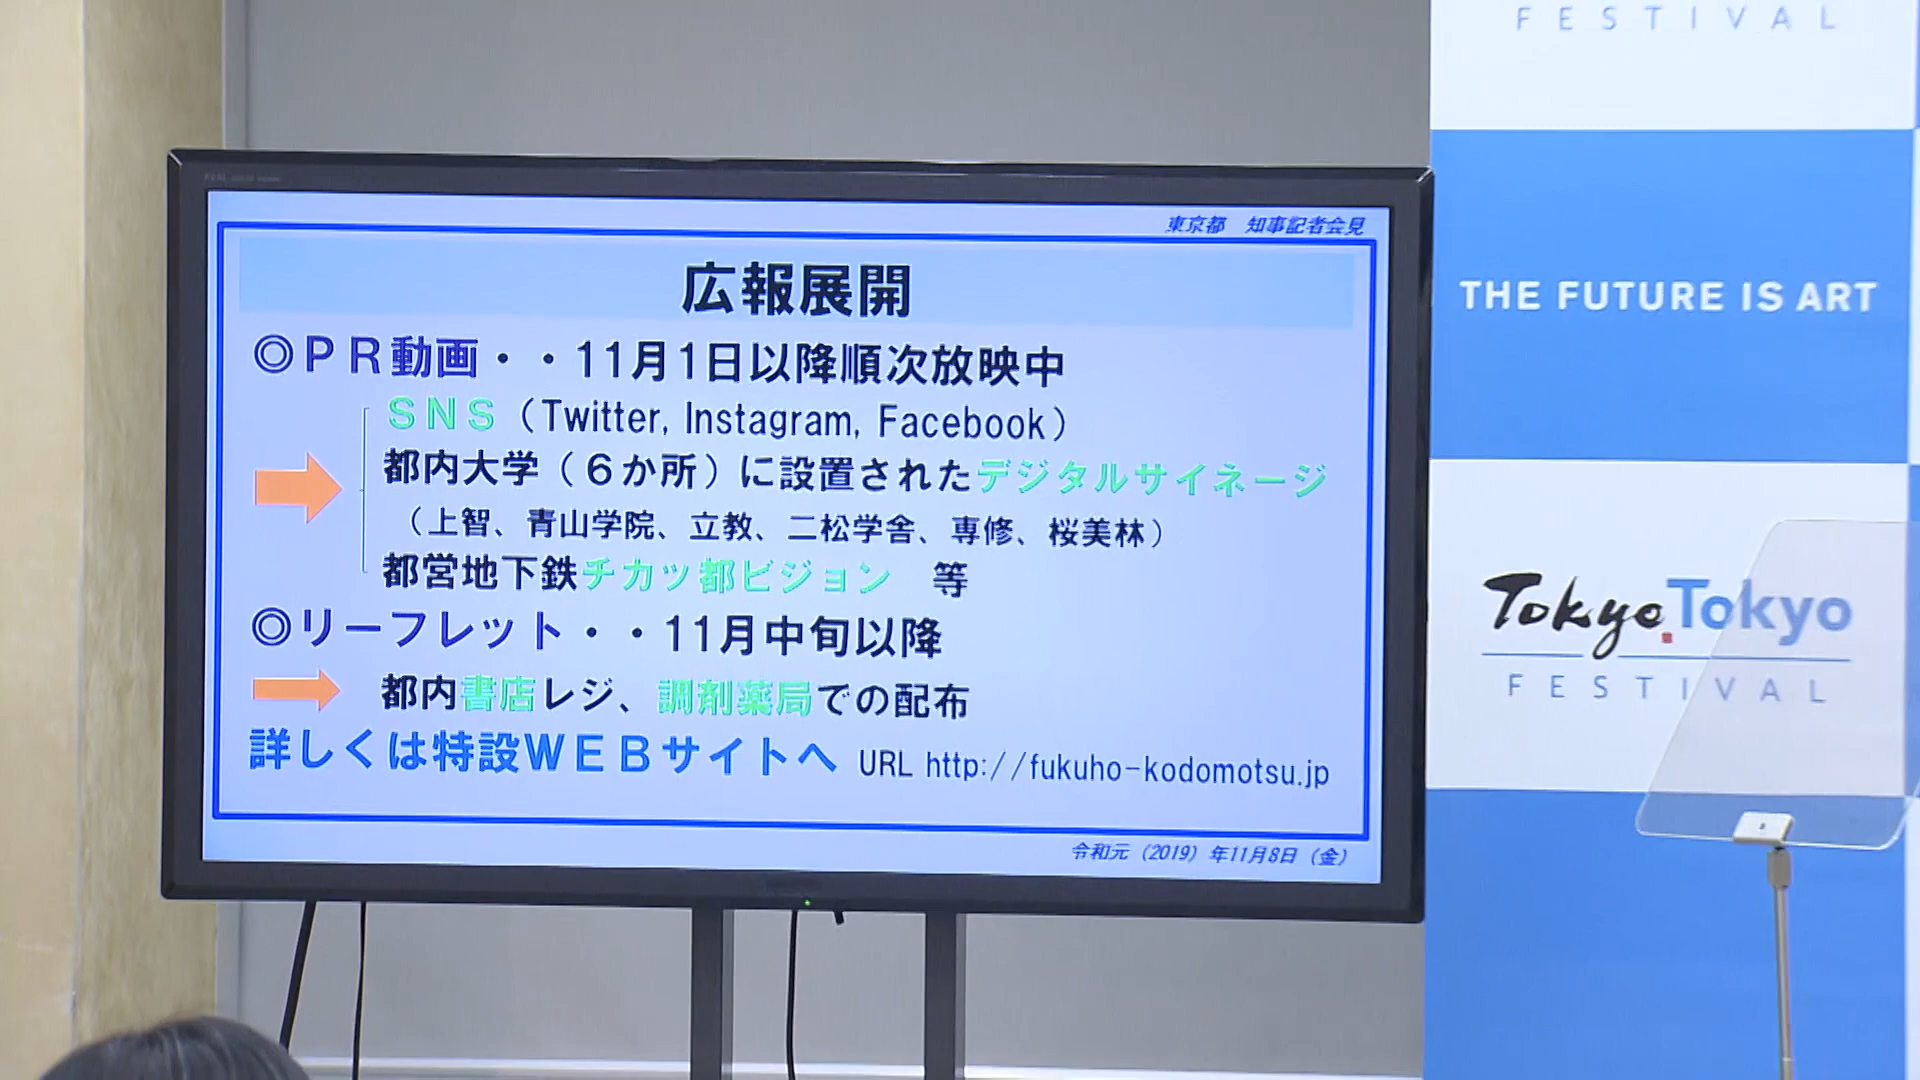 東京都　知事記者会見
広報展開
◎ＰＲ動画・・11月1日以降順次放映中
ＳＮＳ（Twitter, Instagram, Facebook）
都内大学（６か所）に設置されたデジタルサイネージ
（上智、青山学院、立教、二松学舎、専修、桜美林）
都営地下鉄チカッ都ビジョン　等
◎リーフレット・・11月中旬以降
都内書店レジ、調剤薬局での配布
詳しくは特設ＷＥＢサイトへ URL http://fukuho-kodomotsu.jp
令和元（2019）年11月8日（金）
FESTIVAL
THE FUTURE IS ART
Tokyo Tokyo
FESTIVAL